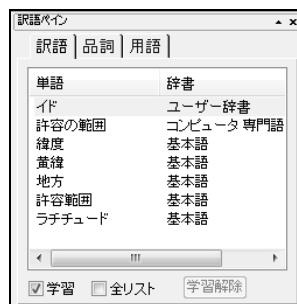 訳語ペイン
訳語 品詞 用語
単語 辞書
イド ユーザー辞書
許容の範囲 コンピュータ専門語
緯度 基本語
黄緯 基本語
地方 基本語
許容範囲 基本語
ラチチュード 基本語
学習 全リスト 学習解除